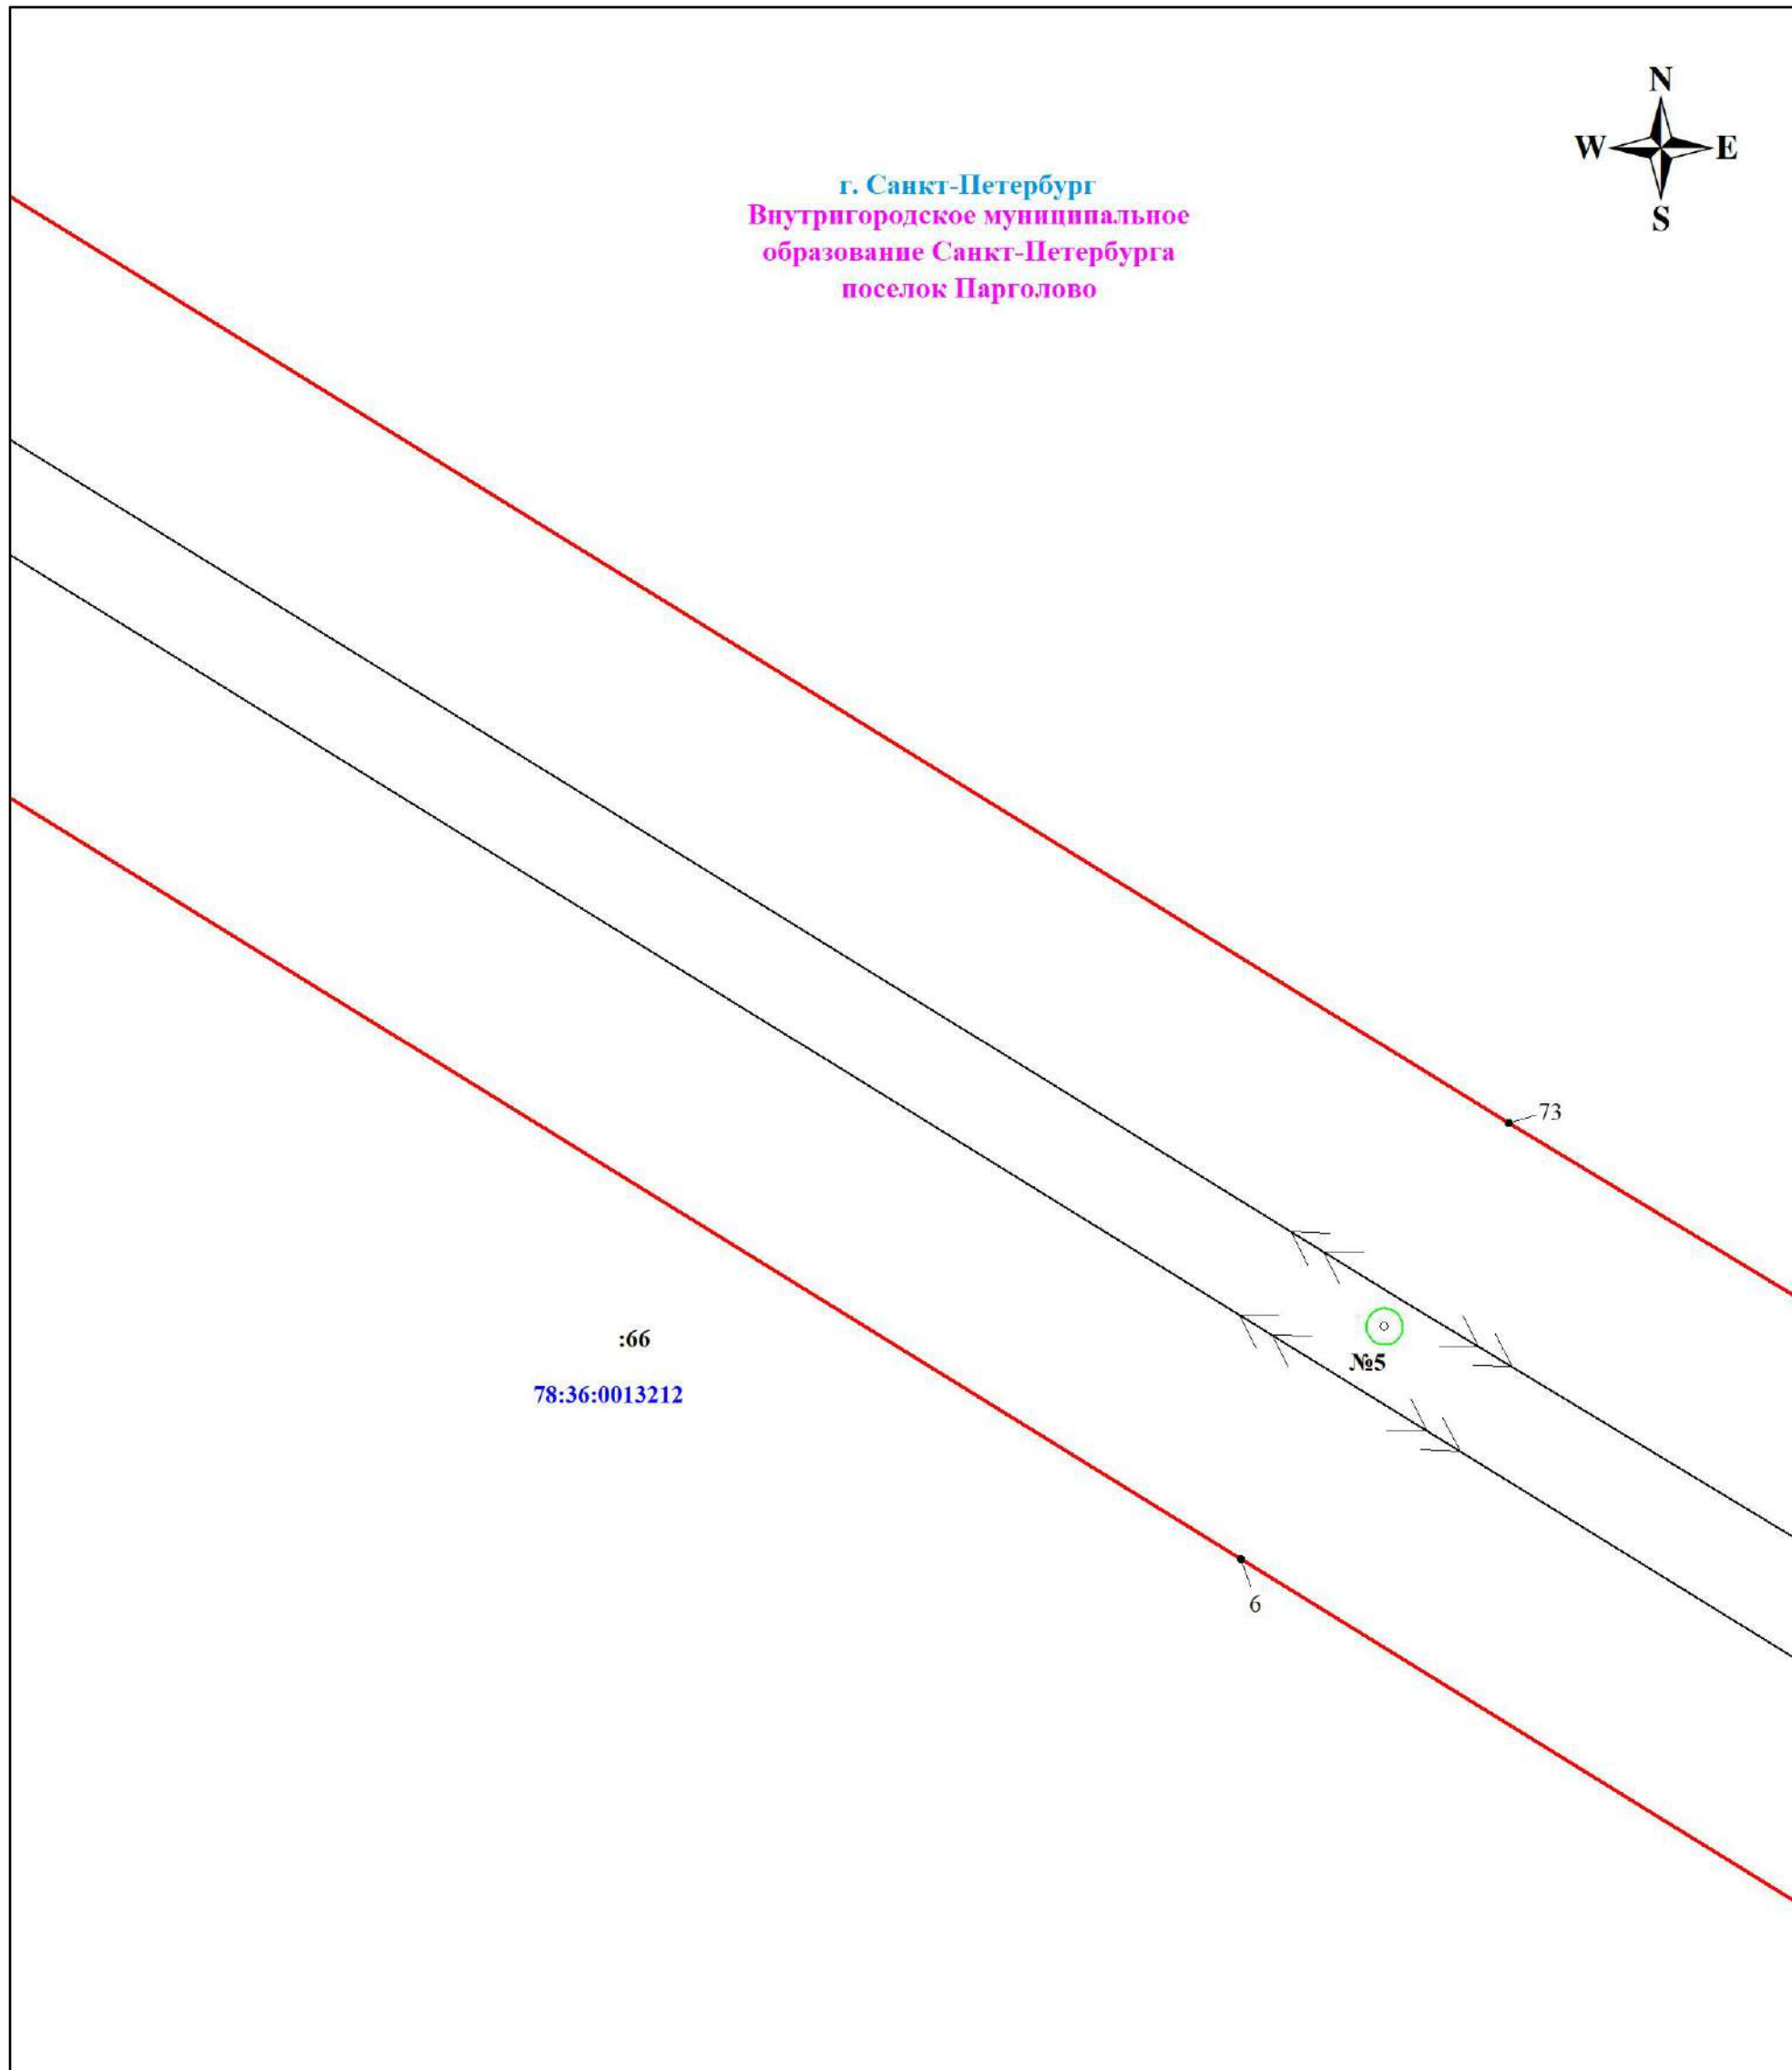 N
W E
S
г. Санкт-Петербург
Внутригородское муниципальное
образование Санкт-Петербурга
поселок Парголово
73
:66
№5
78:36:0013212
6